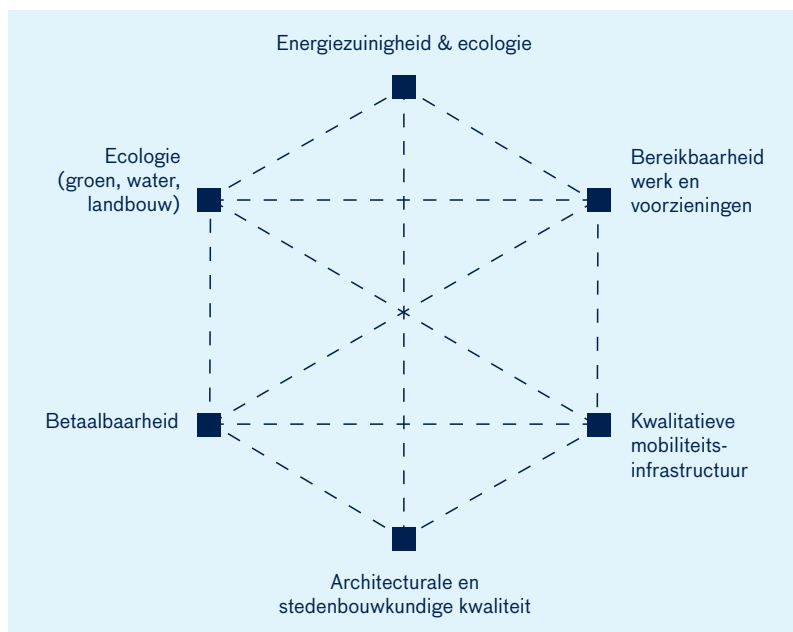 Energiezuinigheid & ecologie
Ecologie
(groen, water,
landbouw)
Bereikbaarheid
werk en
voorzieningen
Betaalbaarheid
Kwalitatieve
mobiliteits-
infrastructuur
Architecturale en
stedenbouwkundige kwaliteit